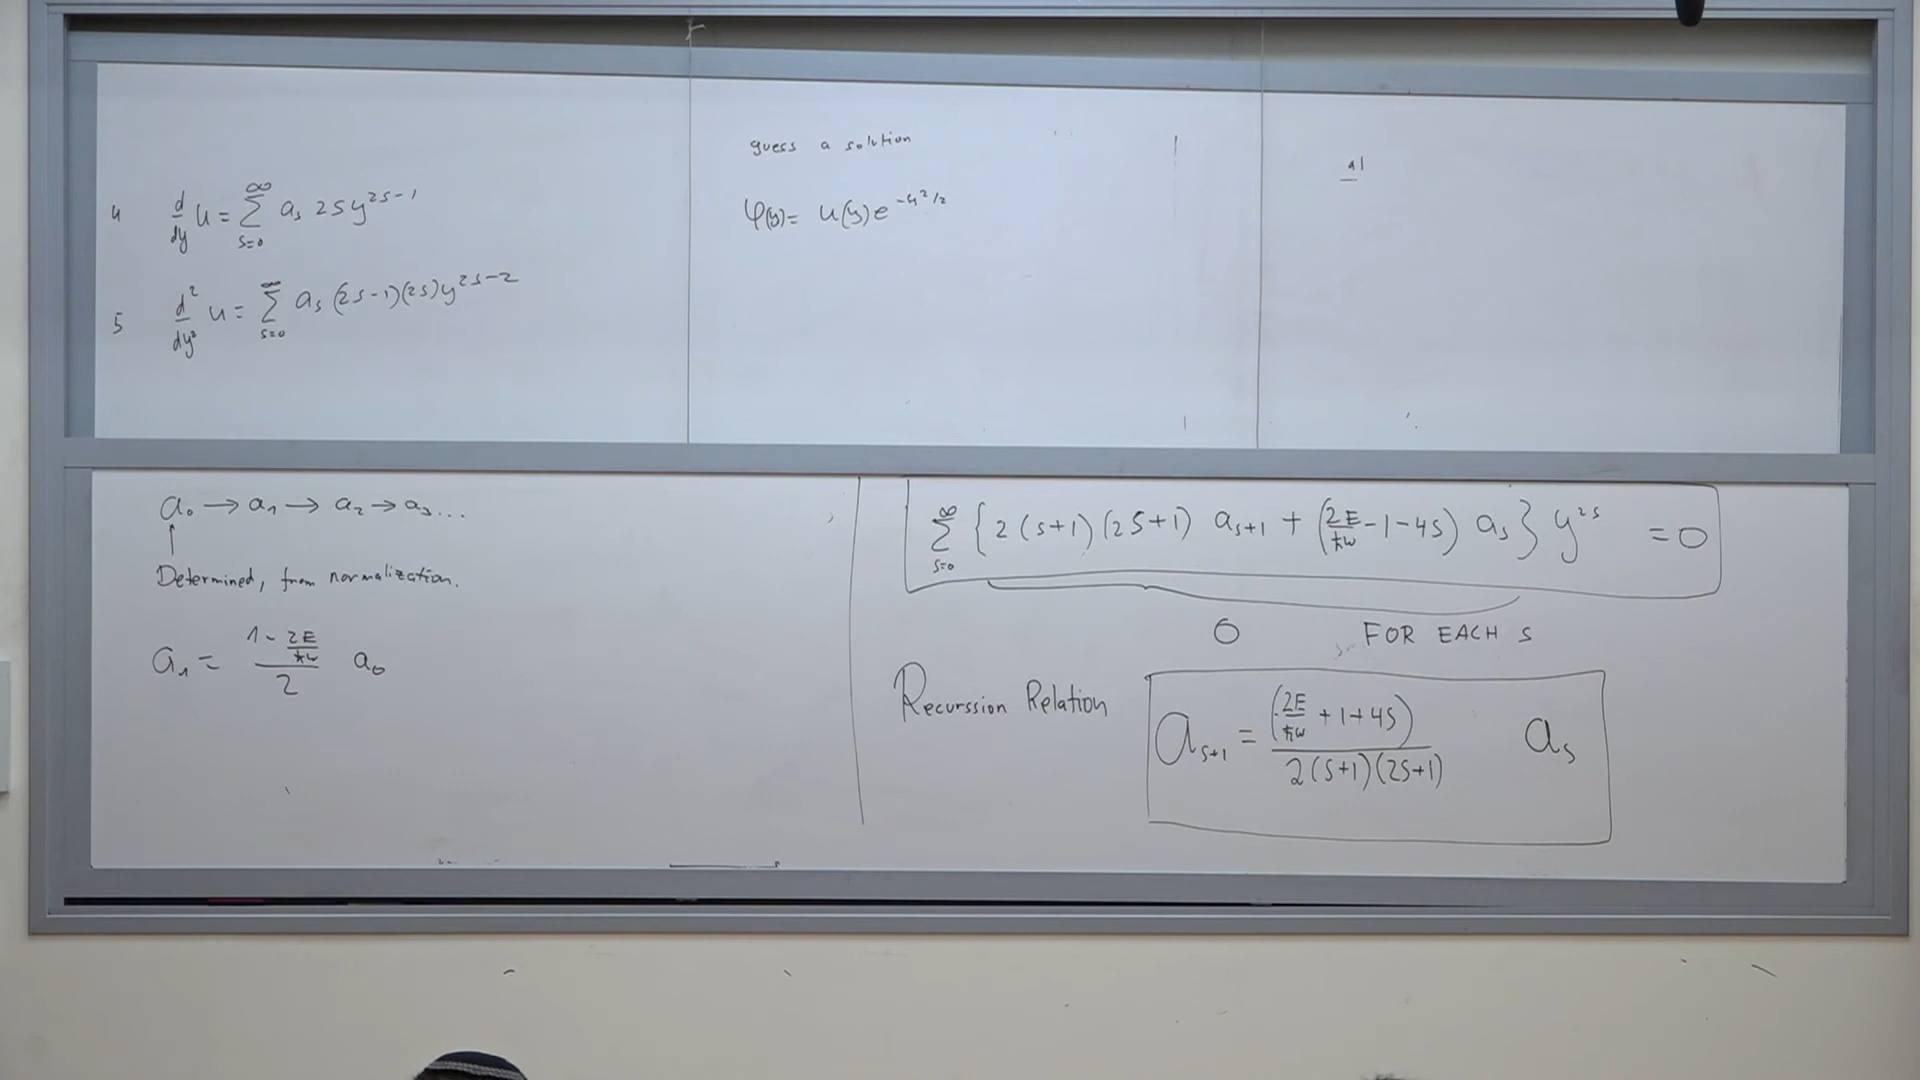 4 d/dy u = ∑_{s=0}^{∞} a_s 2s y^{2s-1}
5 d²/dy² u = ∑_{s=0}^{∞} a_s (2s-1)(2s) y^{2s-2}
guess a solution
φ(y) = u(y) e^{-y²/2}
a1
a₀ → a₁ → a₂ → a₃ ...
↑
Determined, from normalization.
a₁ = (1 - 2E/ħω)/2 a₀
∑_{s=0}^{∞} { 2(s+1)(2s+1) a_{s+1} + (2E/ħω - 1 - 4s) a_s } y^{2s} = 0
0 FOR EACH s
Recurssion Relation a_{s+1} = (-2E/ħω + 1 + 4s)/(2(s+1)(2s+1)) a_s